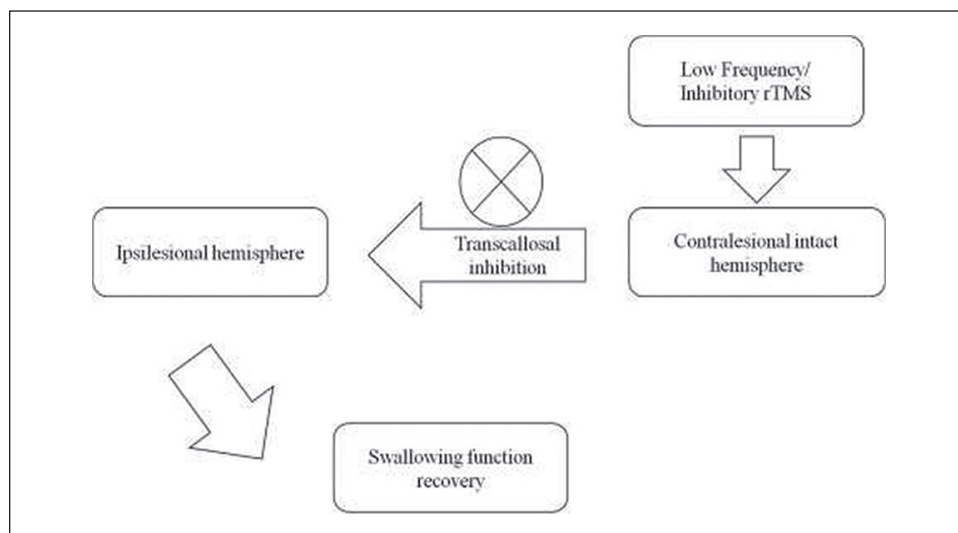 Low Frequency/
Inhibitory rTMS
Contralesional intact
hemisphere
Transcallosal
inhibition
Ipsilesional hemisphere
Swallowing function
recovery